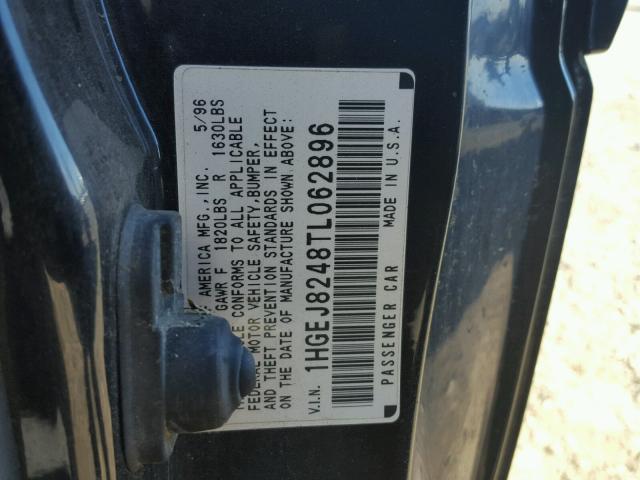 AMERICA MFG., INC. 5/96
GAWR F 1820LBS R 1630LBS
CONFORMS TO ALL APPLICABLE
FEDERAL MOTOR VEHICLE SAFETY, BUMPER,
AND THEFT PREVENTION STANDARDS IN EFFECT
ON THE DATE OF MANUFACTURE SHOWN ABOVE:
V.I.N. 1HGEJ8248TL062896
PASSENGER CAR MADE IN U.S.A.